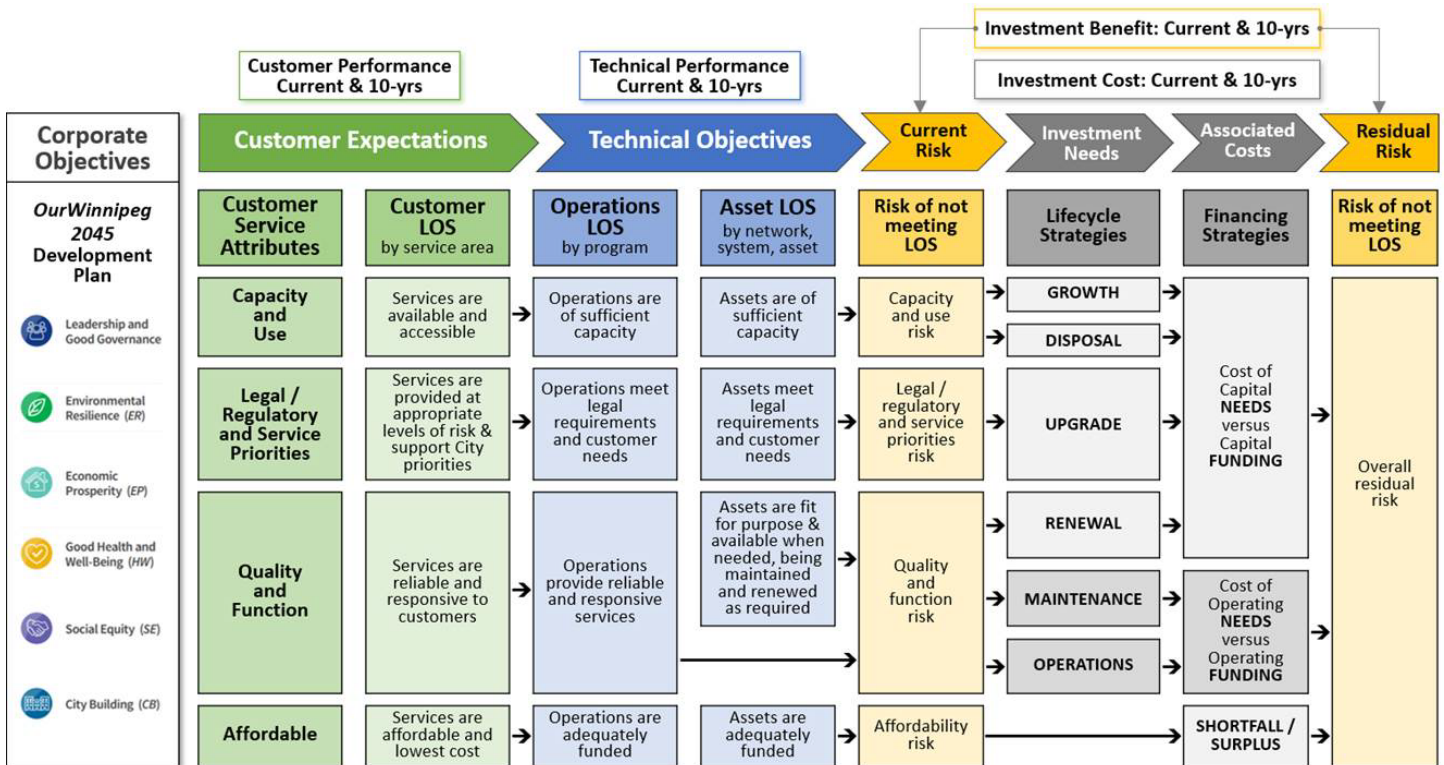 Investment Benefit: Current & 10-yrs
Customer Performance
Current & 10-yrs
Technical Performance
Current & 10-yrs
Investment Cost: Current & 10-yrs
Corporate
Objectives
Customer Expectations
Technical Objectives
Current
Risk
Investment
Needs
Associated
Costs
Residual
Risk
OurWinnipeg
2045
Development
Plan
Leadership and
Good Governance
Environmental
Resilience (ER)
Economic
Prosperity (EP)
Good Health and
Well-Being (HW)
Social Equity (SE)
City Building (CB)
Customer
Service
Attributes
Customer
LOS
by service area
Operations
LOS
by program
Asset LOS
by network,
system, asset
Risk of not
meeting
LOS
Lifecycle
Strategies
Financing
Strategies
Risk of not
meeting
LOS
Capacity
and
Use
Services are
available and
accessible
Operations are
of sufficient
capacity
Assets are of
sufficient
capacity
Capacity
and use
risk
GROWTH
DISPOSAL
Legal /
Regulatory
and Service
Priorities
Services are
provided at
appropriate
levels of risk &
support City
priorities
Operations meet
legal
requirements
and customer
needs
Assets meet
legal
requirements
and customer
needs
Legal /
regulatory
and service
priorities
risk
UPGRADE
Cost of
Capital
NEEDS
versus
Capital
FUNDING
Quality
and
Function
Services are
reliable and
responsive to
customers
Operations
provide reliable
and responsive
services
Assets are fit
for purpose &
available when
needed, being
maintained
and renewed
as required
Quality
and
function
risk
RENEWAL
MAINTENANCE
OPERATIONS
Cost of
Operating
NEEDS
versus
Operating
FUNDING
Overall
residual
risk
Affordable
Services are
affordable and
lowest cost
Operations are
adequately
funded
Assets are
adequately
funded
Affordability
risk
SHORTFALL /
SURPLUS